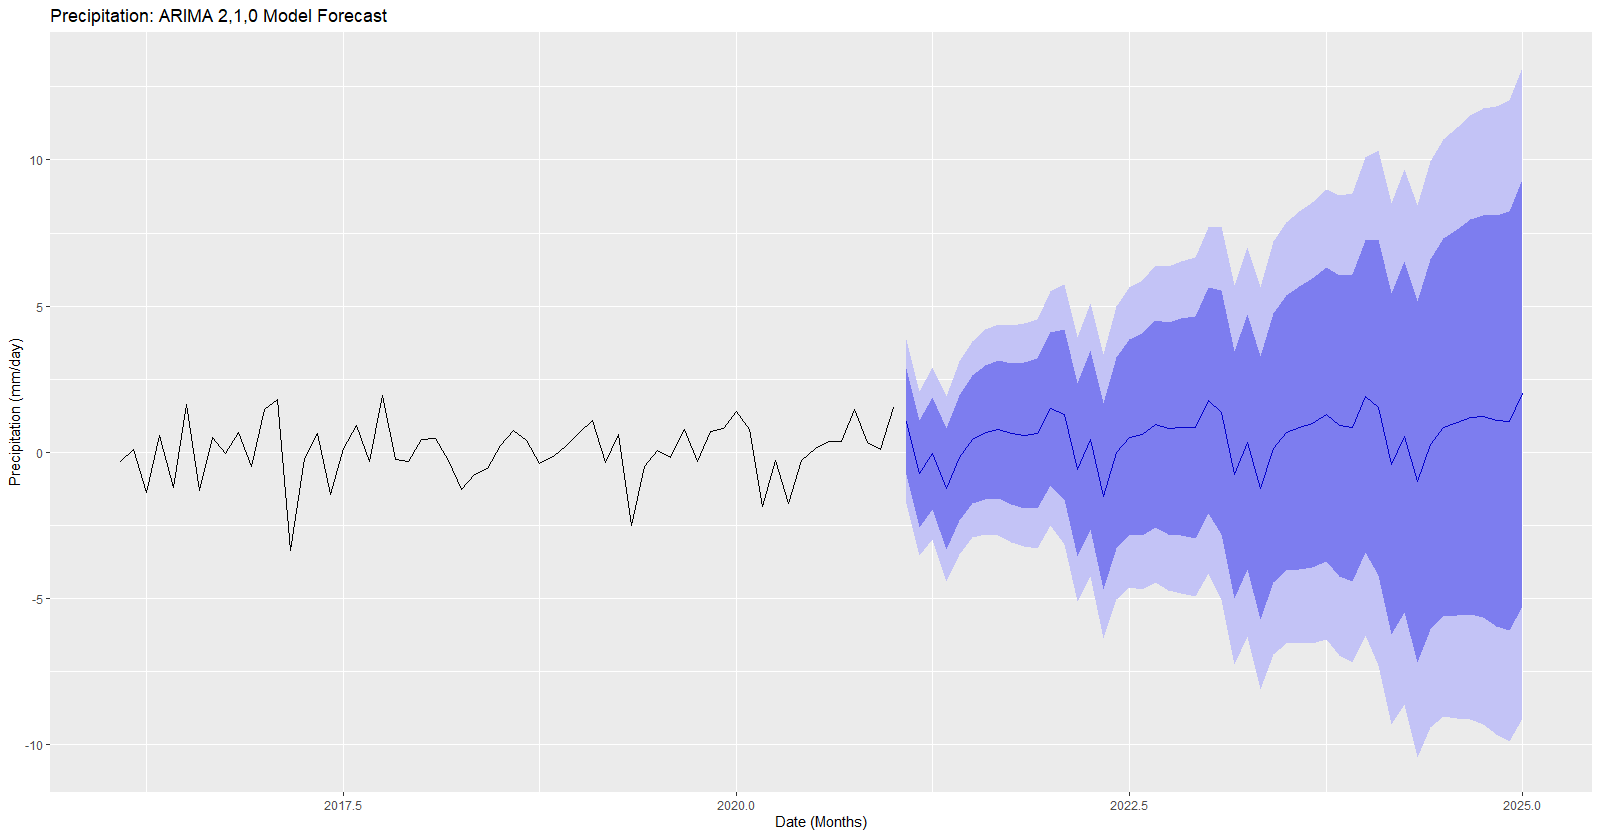 Precipitation: ARIMA 2,1,0 Model Forecast
Precipitation (mm/day)
10
5
0
-5
-10
2017.5 2020.0 2022.5 2025.0
Date (Months)